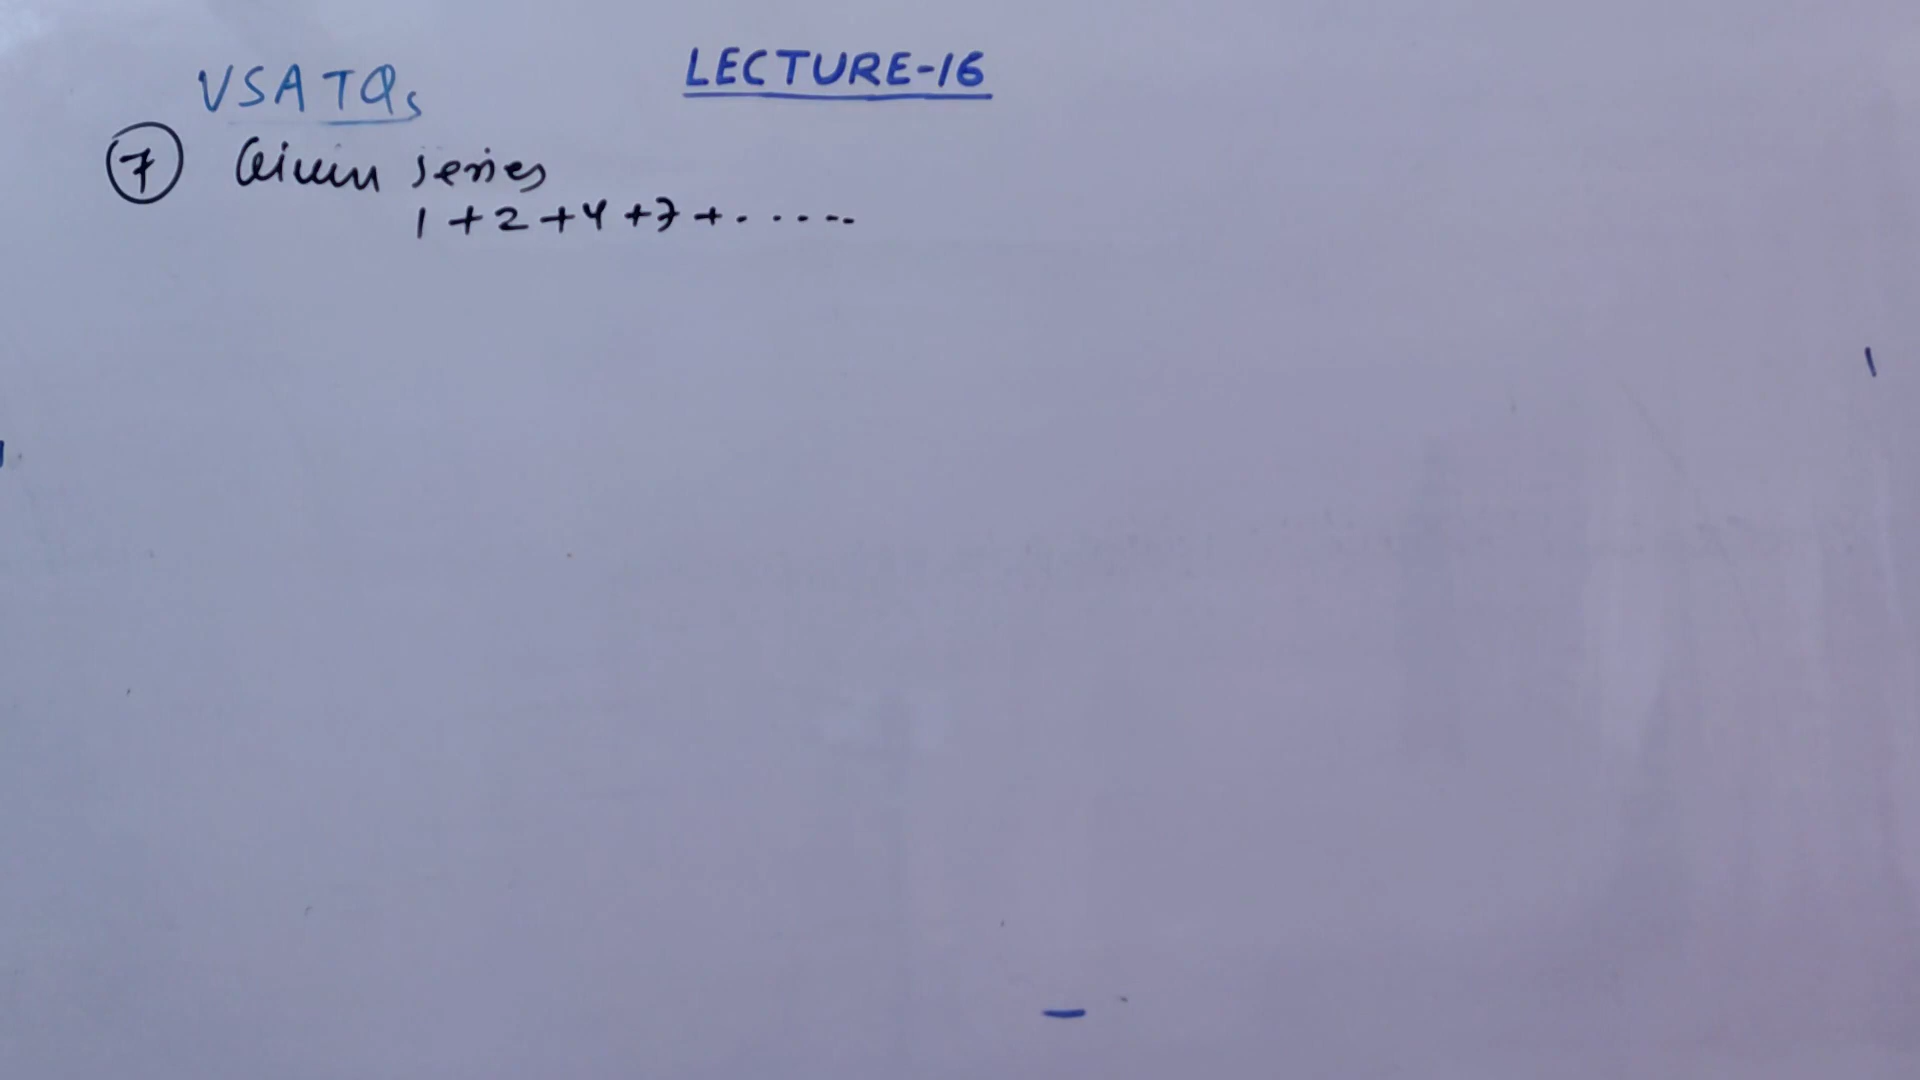 LECTURE-16
VSATQs
7 Given series
1 + 2 + 4 + 7 + ......